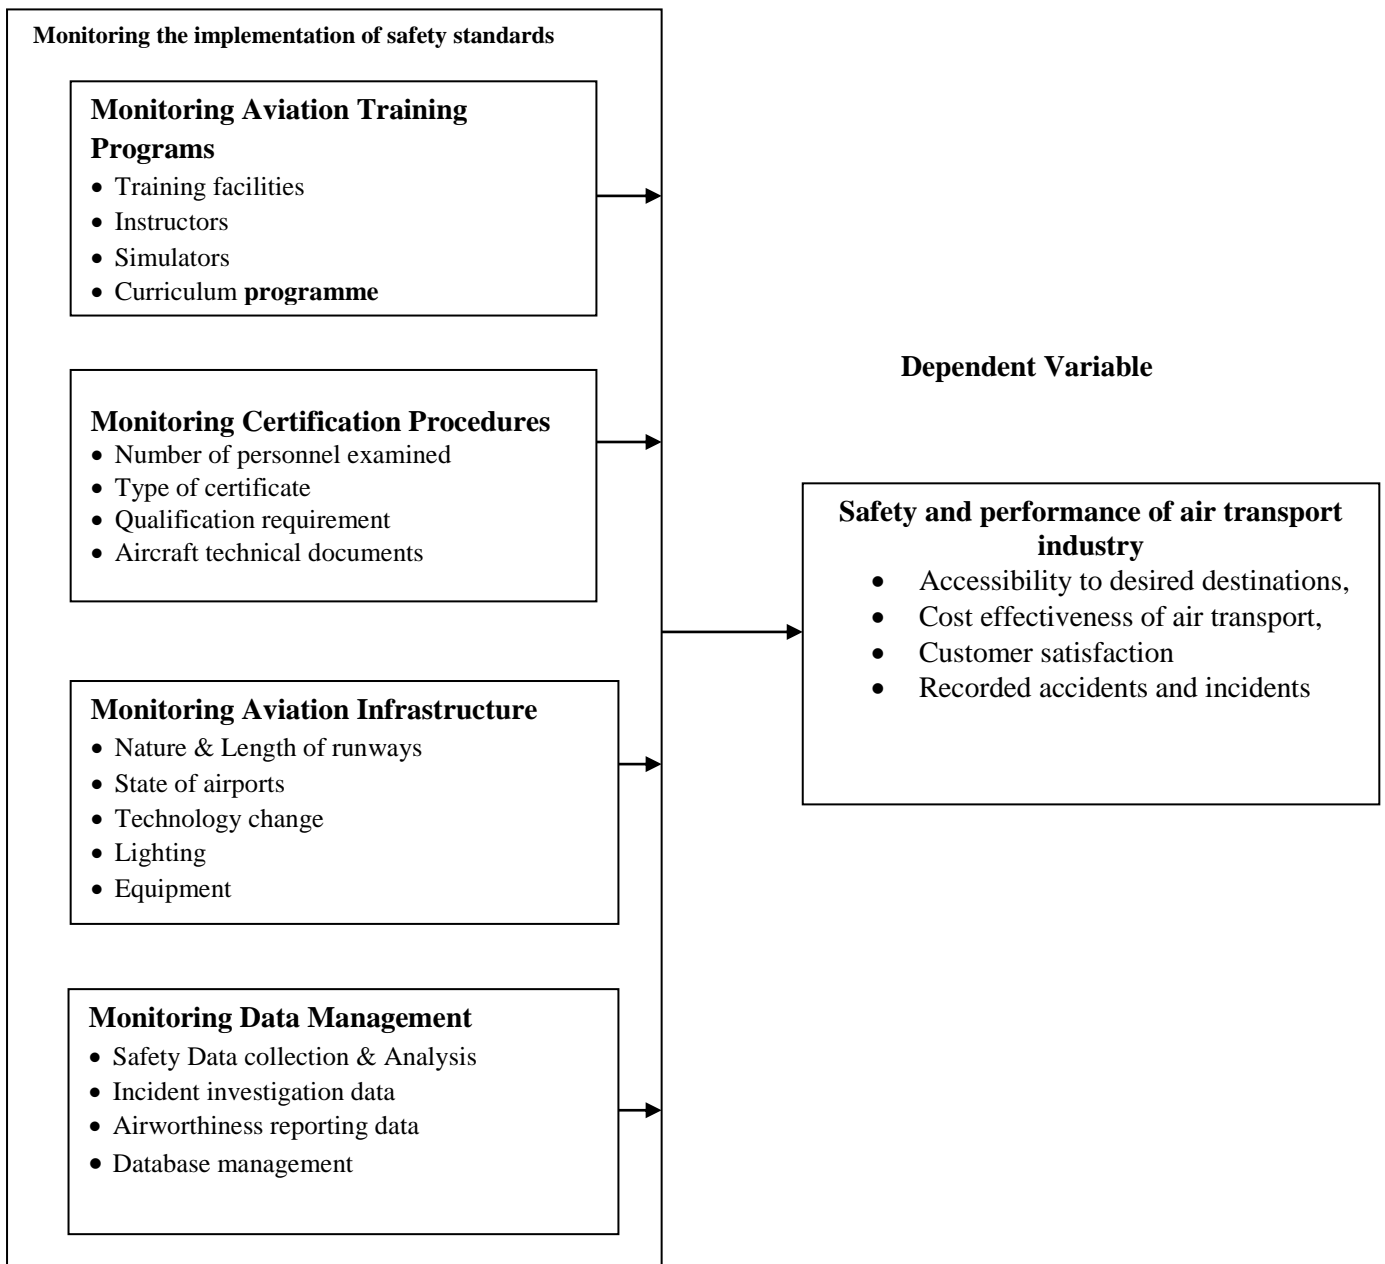 Monitoring the implementation of safety standards
Monitoring Aviation Training
Programs
• Training facilities
• Instructors
• Simulators
• Curriculum programme
Monitoring Certification Procedures
• Number of personnel examined
• Type of certificate
• Qualification requirement
• Aircraft technical documents
Monitoring Aviation Infrastructure
• Nature & Length of runways
• State of airports
• Technology change
• Lighting
• Equipment
Monitoring Data Management
• Safety Data collection & Analysis
• Incident investigation data
• Airworthiness reporting data
• Database management
Dependent Variable
Safety and performance of air transport
industry
• Accessibility to desired destinations,
• Cost effectiveness of air transport,
• Customer satisfaction
• Recorded accidents and incidents